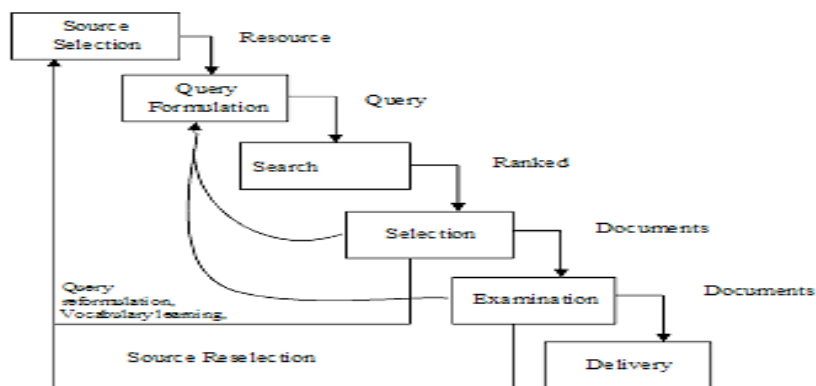 Source
Selection
Resource
Query
Formulation
Query
Search
Ranked
Selection
Documents
Query
reformulation,
Vocabulary learning,
Examination
Documents
Source Reselection
Delivery